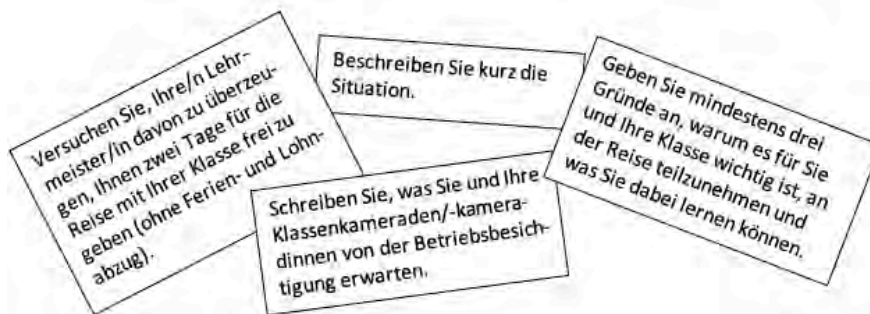 Versuchen Sie, Ihre/n Lehr-
meister/in davon zu überzeu-
gen, Ihnen zwei Tage für die
Reise mit Ihrer Klasse frei zu
geben (ohne Ferien- und Lohn-
abzug).
Beschreiben Sie kurz die
Situation.
Schreiben Sie, was Sie und Ihre
Klassenkameraden/-kamera-
dinnen von der Betriebsbesich-
tigung erwarten.
Geben Sie mindestens drei
Gründe an, warum es für Sie
und Ihre Klasse wichtig ist, an
der Reise teilzunehmen und
was Sie dabei lernen können.